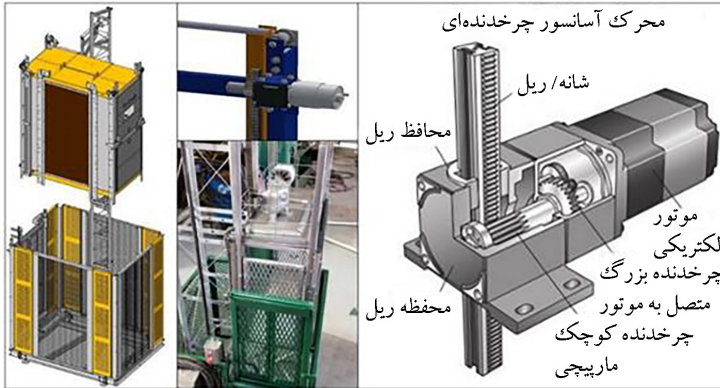 محرك آسانسور چرخدنده‌ای
شانه/ ریل
محافظ ریل
موتور
لکتریکی
چرخدنده بزرگ
متصل به موتور
محفظه ریل
چرخدنده کوچک
مارپیچی